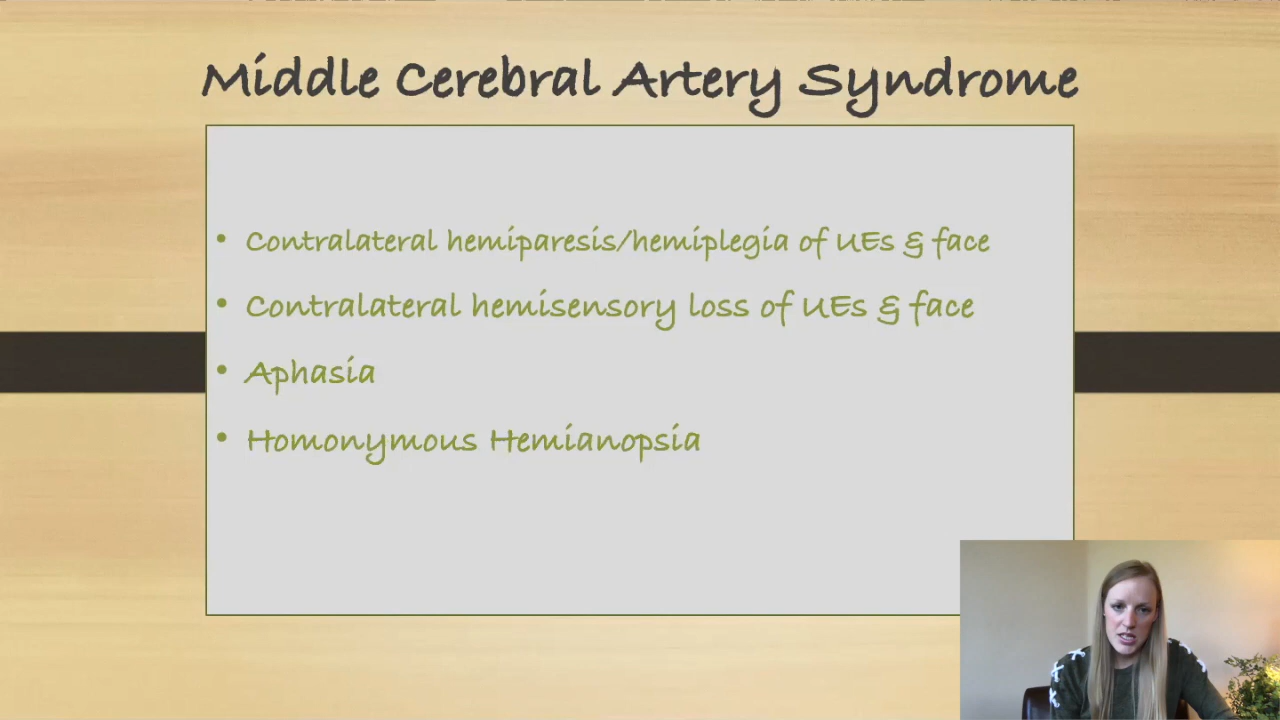 Middle Cerebral Artery Syndrome
• Contralateral hemiparesis/hemiplegia of UEs & face
• Contralateral hemisensory loss of UEs & face
• Aphasia
• Homonymous Hemianopsia